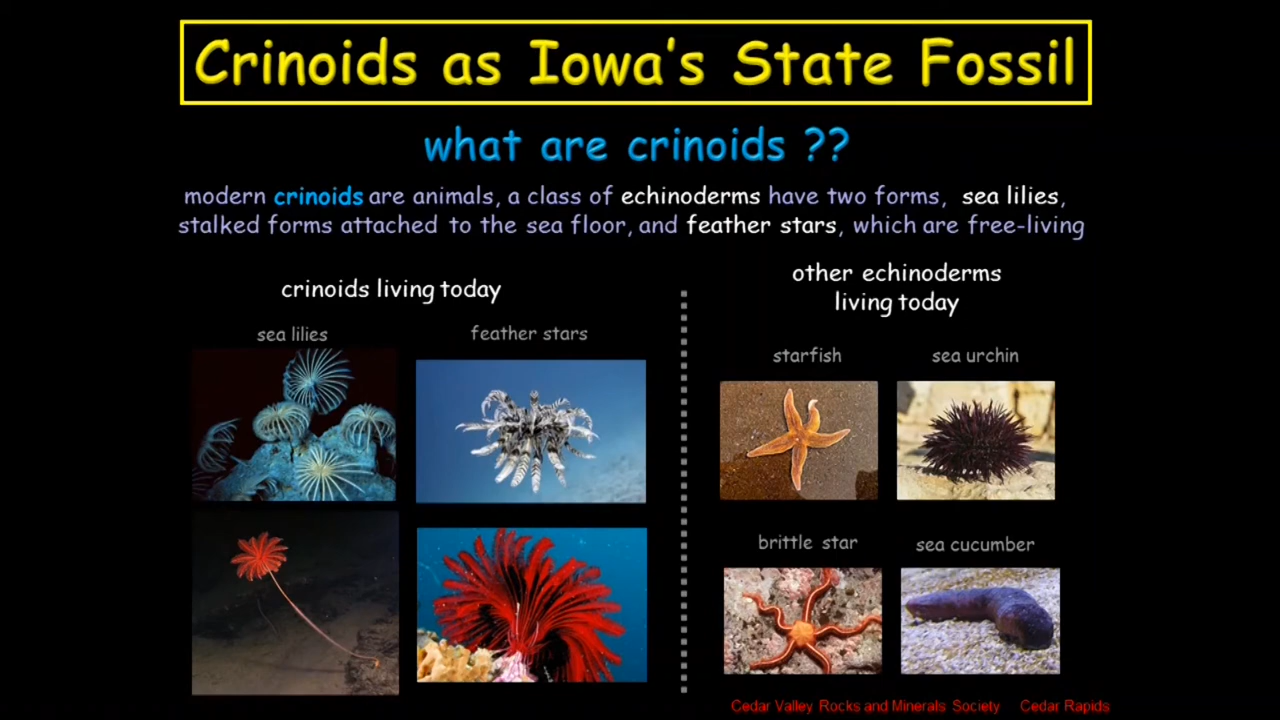 Crinoids as Iowa's State Fossil
what are crinoids ??
modern crinoids are animals, a class of echinoderms have two forms, sea lilies,
stalked forms attached to the sea floor, and feather stars, which are free-living
crinoids living today
sea lilies
feather stars
other echinoderms
living today
starfish
sea urchin
brittle star
sea cucumber
Cedar Valley Rocks and Minerals Society Cedar Rapids